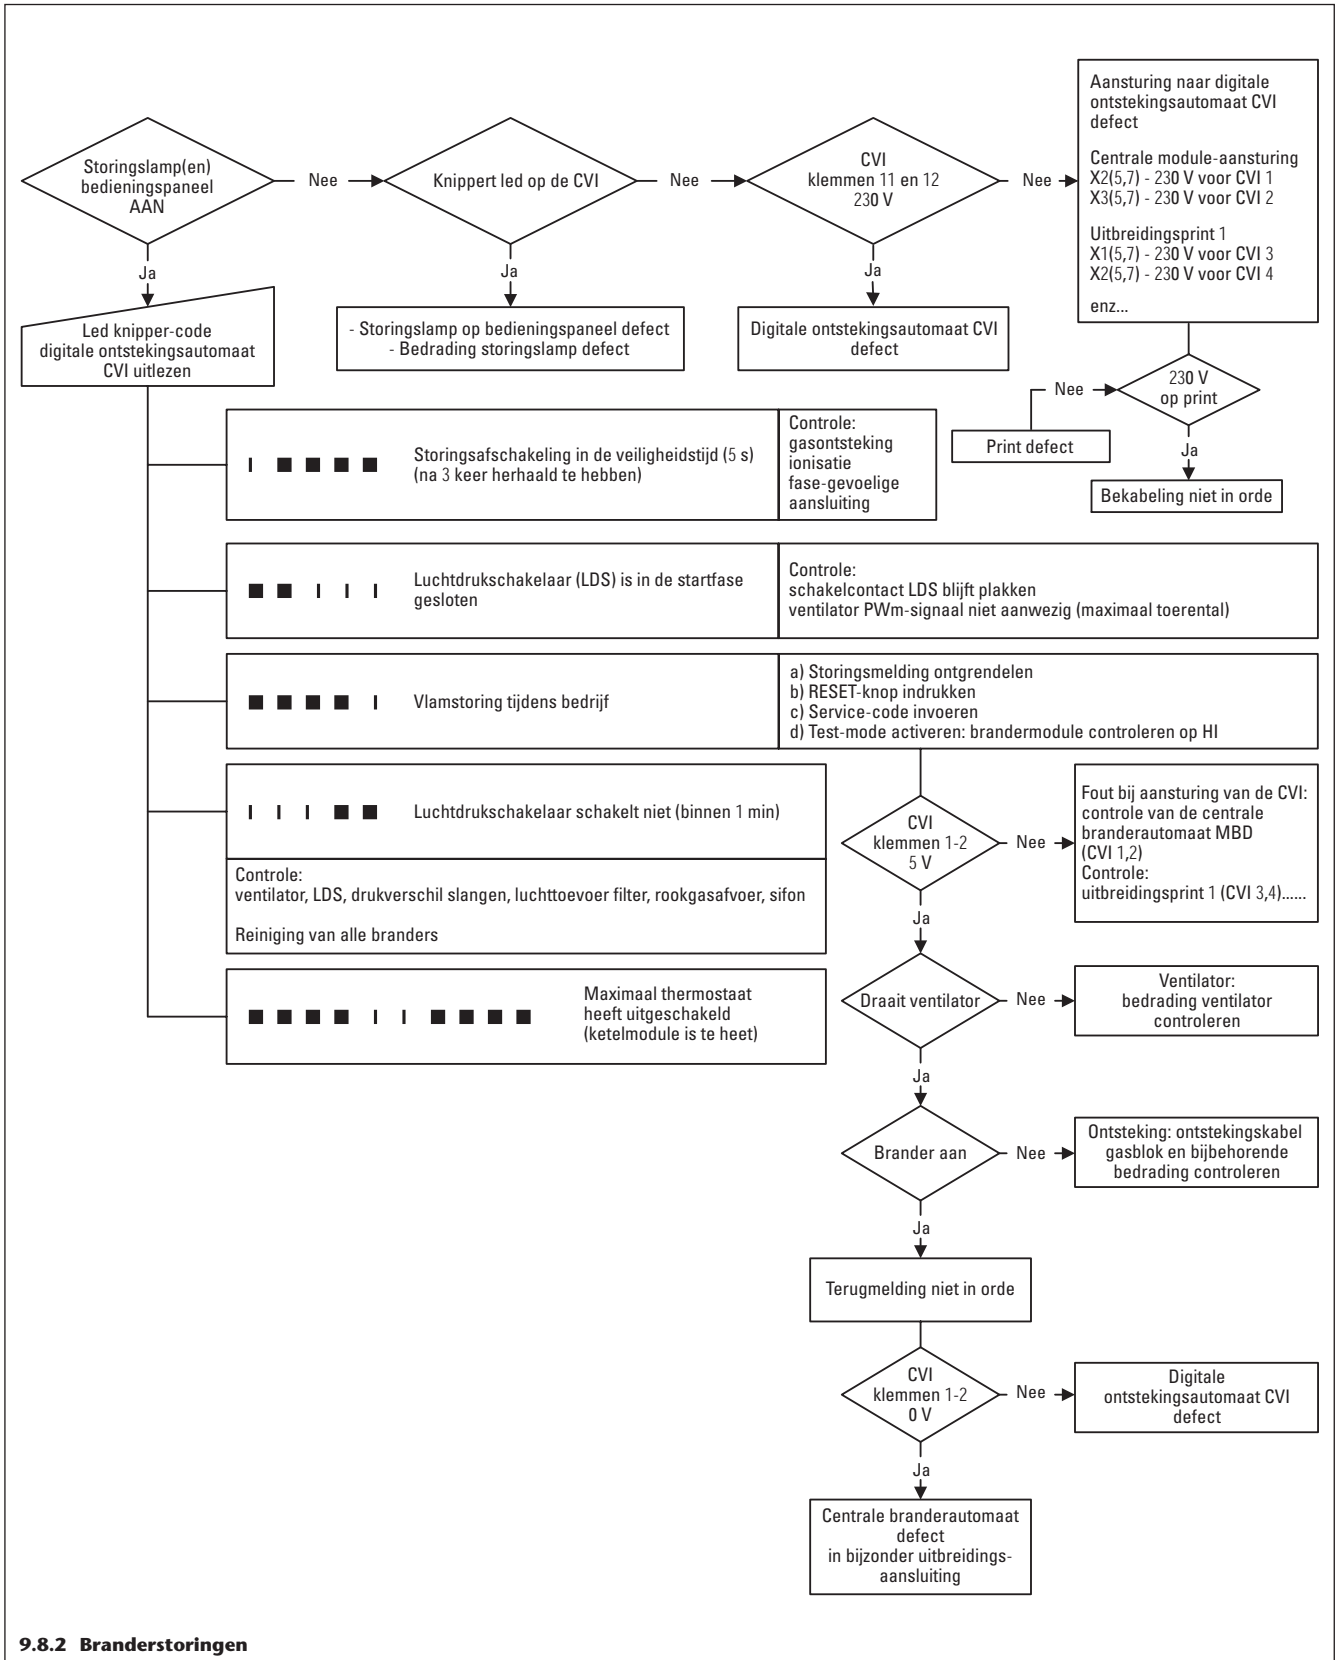 Storingslamp(en)
bedieningspaneel
AAN
Nee
Knippert led op de CVI
Nee
CVI
klemmen 11 en 12
230 V
Nee
Aansturing naar digitale
ontstekingsautomaat CVI
defect
Centrale module-aansturing
X2(5,7) - 230 V voor CVI 1
X3(5,7) - 230 V voor CVI 2
Uitbreidingsprint 1
X1(5,7) - 230 V voor CVI 3
X2(5,7) - 230 V voor CVI 4
enz...
Ja
Ja
Ja
Led knipper-code
digitale ontstekingsautomaat
CVI uitlezen
- Storingslamp op bedieningspaneel defect
- Bedrading storingslamp defect
Digitale ontstekingsautomaat CVI
defect
230 V
op print
Nee
Print defect
Ja
Bekabeling niet in orde
Storingsafschakeling in de veiligheidstijd (5 s)
(na 3 keer herhaald te hebben)
Controle:
gasontsteking
ionisatie
fase-gevoelige
aansluiting
Luchtdrukschakelaar (LDS) is in de startfase
gesloten
Controle:
schakelcontact LDS blijft plakken
ventilator PWm-signaal niet aanwezig (maximaal toerental)
Vlamstoring tijdens bedrijf
a) Storingsmelding ontgrendelen
b) RESET-knop indrukken
c) Service-code invoeren
d) Test-mode activeren: brandermodule controleren op HI
Luchtdrukschakelaar schakelt niet (binnen 1 min)
Controle:
ventilator, LDS, drukverschil slangen, luchttoevoer filter, rookgasafvoer, sifon
Reiniging van alle branders
Maximaal thermostaat
heeft uitgeschakeld
(ketelmodule is te heet)
CVI
klemmen 1-2
5 V
Nee
Fout bij aansturing van de CVI:
controle van de centrale
branderautomaat MBD
(CVI 1,2)
Controle:
uitbreidingsprint 1 (CVI 3,4)......
Ja
Draait ventilator
Nee
Ventilator:
bedrading ventilator
controleren
Ja
Brander aan
Nee
Ontsteking: ontstekingskabel
gasblok en bijbehorende
bedrading controleren
Ja
Terugmelding niet in orde
CVI
klemmen 1-2
0 V
Nee
Digitale
ontstekingsautomaat CVI
defect
Ja
Centrale branderautomaat
defect
in bijzonder uitbreidings-
aansluiting
9.8.2 Branderstoringen